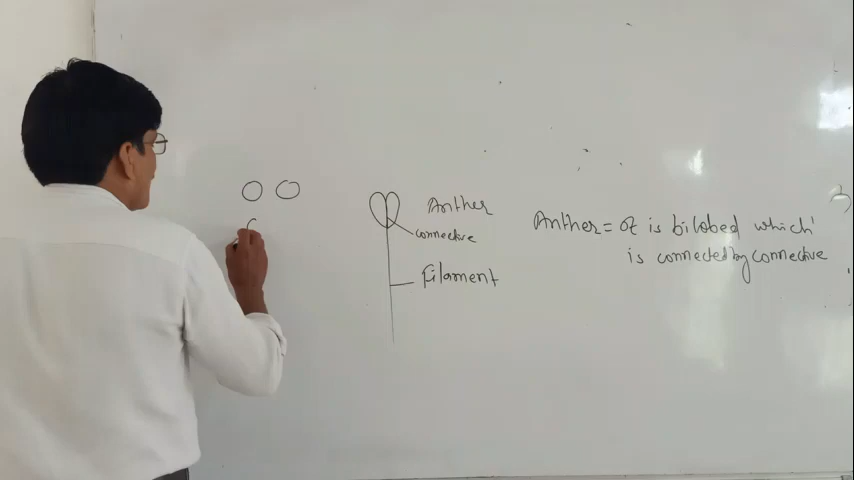 Anther
connective
Filament
Anther = It is bilobed which
is connected by connective